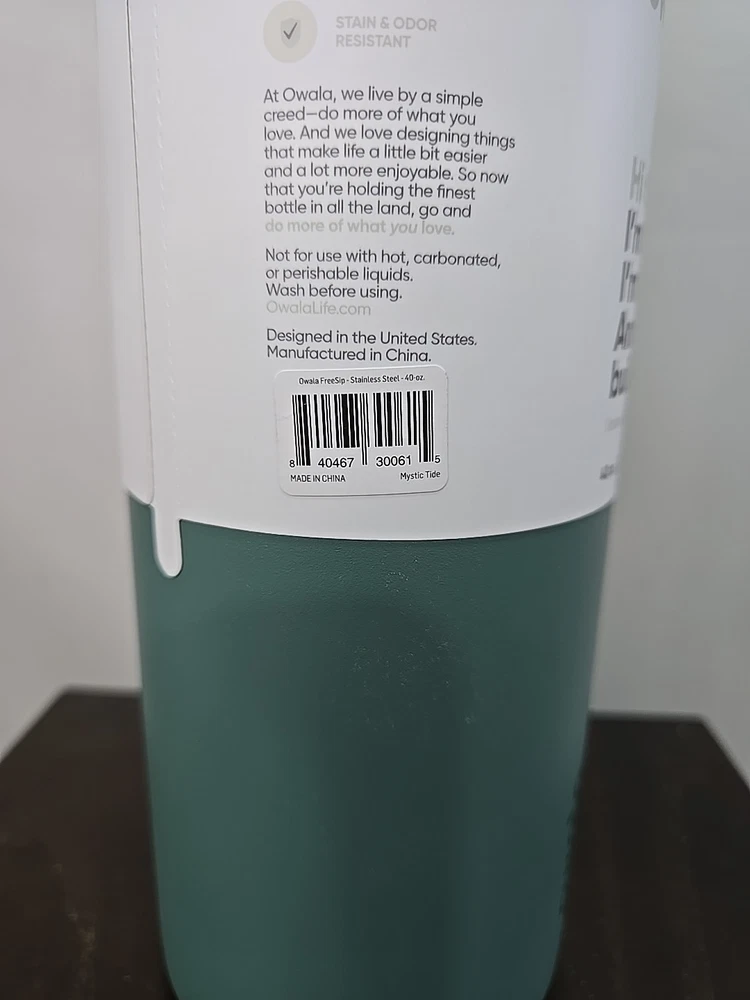 STAIN & ODOR
RESISTANT
At Owala, we live by a simple
creed—do more of what you
love. And we love designing things
that make life a little bit easier
and a lot more enjoyable. So now
that you're holding the finest
bottle in all the land, go and
do more of what you love.
Not for use with hot, carbonated,
or perishable liquids.
Wash before using.
OwalaLife.com
Designed in the United States.
Manufactured in China.
Owala FreeSip - Stainless Steel - 40-oz.
8 40467 30061 5
MADE IN CHINA Mystic Tide
Hi
I'm
I'm